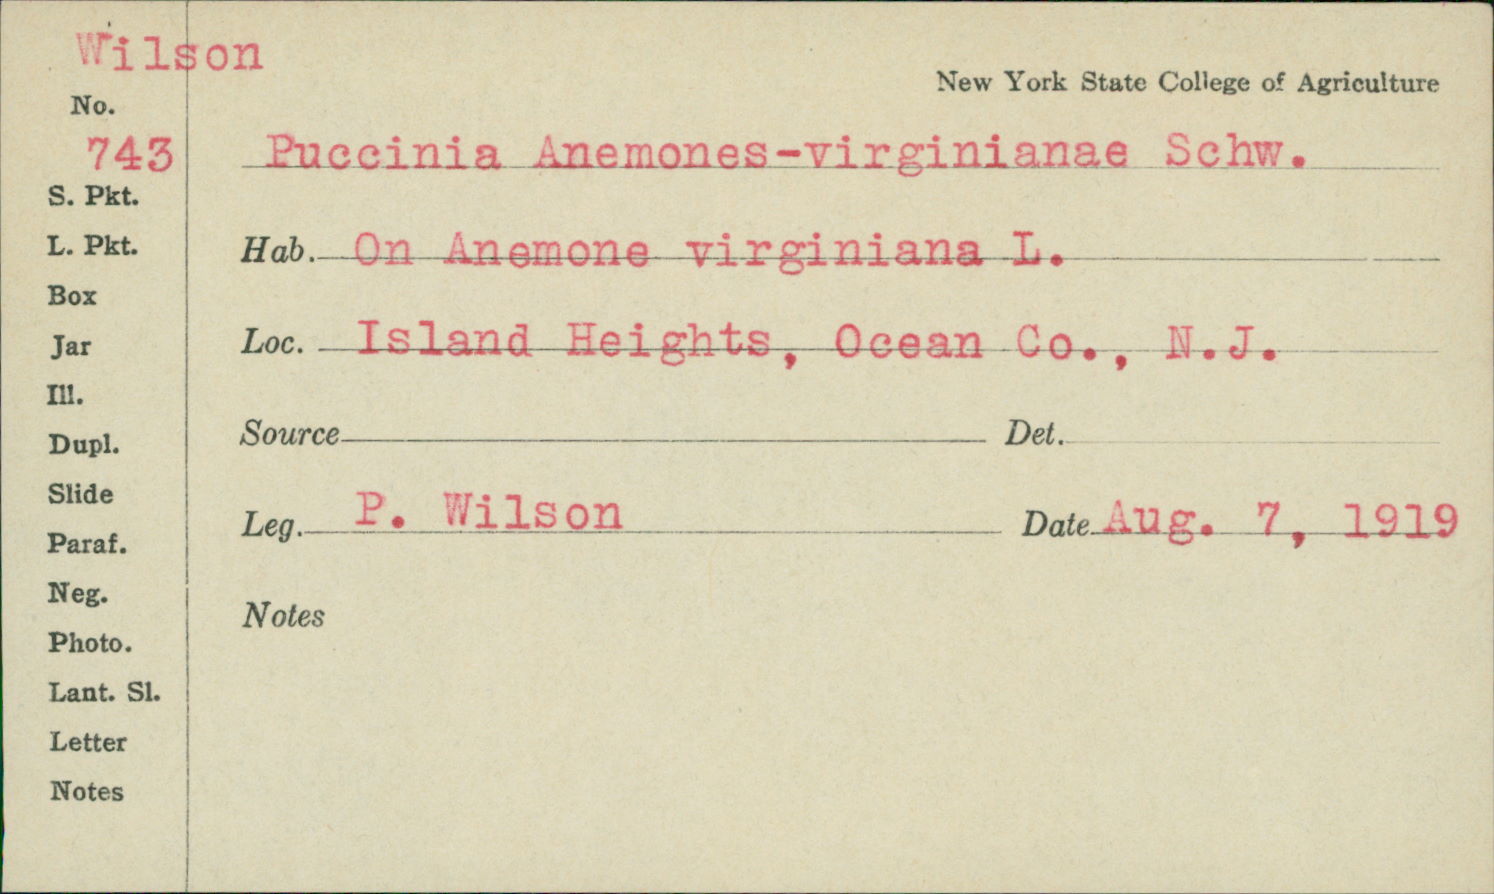 Wilson
New York State College of Agriculture
No.
743
Puccinia Anemones-virginianae Schw.
S. Pkt.
L. Pkt.
Hab. On Anemone virginiana L.
Box
Jar
Loc. Island Heights, Ocean Co., N.J.
Ill.
Dupl.
Source Det.
Slide
Leg. P. Wilson Date Aug. 7, 1919
Paraf.
Neg.
Notes
Photo.
Lant. Sl.
Letter
Notes